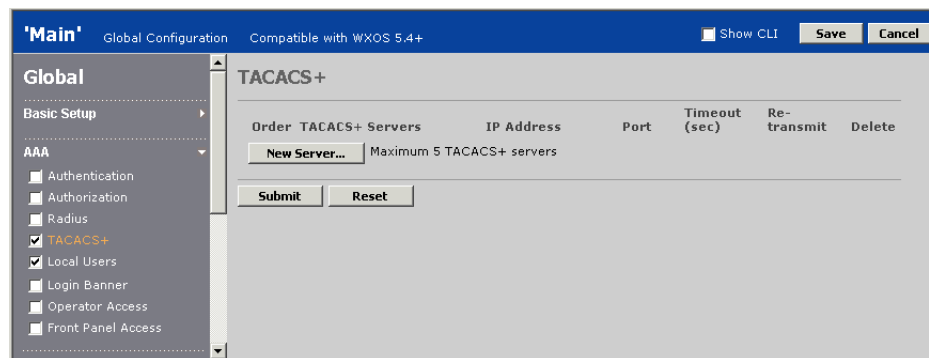 'Main' Global Configuration Compatible with WXOS 5.4+ Show CLI Save Cancel
Global
Basic Setup
AAA
Authentication
Authorization
Radius
TACACS+
Local Users
Login Banner
Operator Access
Front Panel Access
TACACS+
Order TACACS+ Servers IP Address Port Timeout (sec) Re-transmit Delete
New Server... Maximum 5 TACACS+ servers
Submit Reset